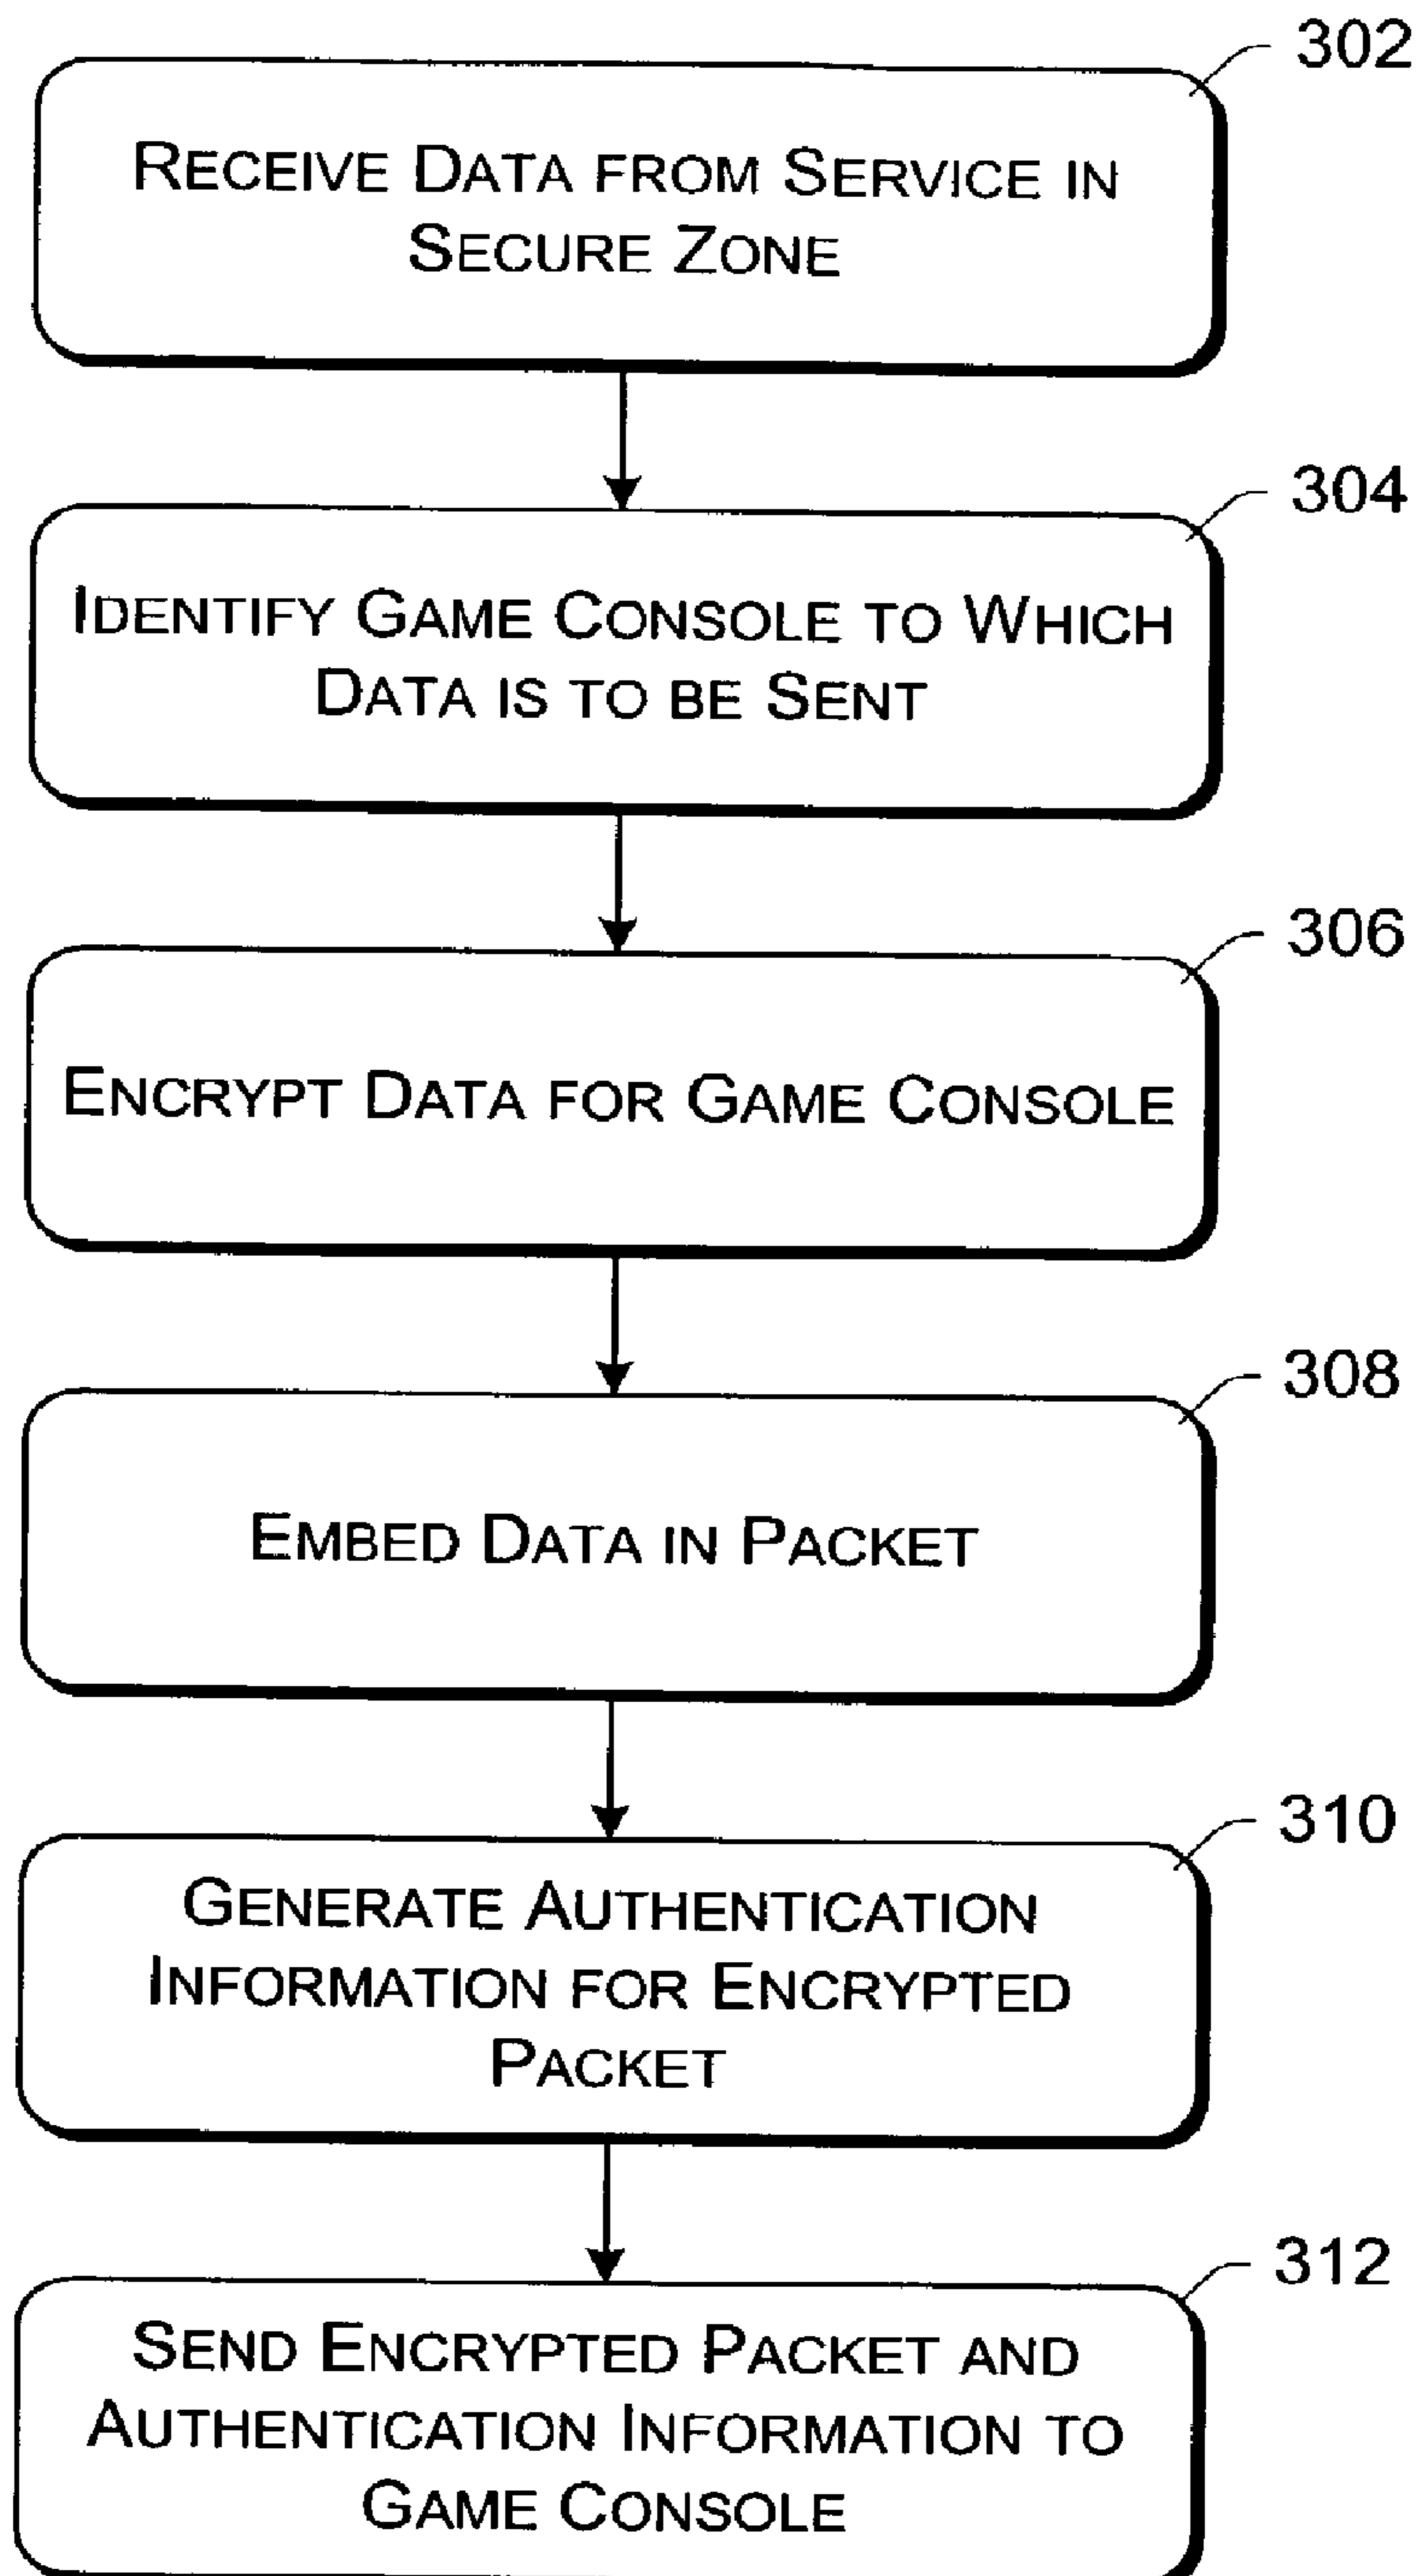 302
RECEIVE DATA FROM SERVICE IN
SECURE ZONE
304
IDENTIFY GAME CONSOLE TO WHICH
DATA IS TO BE SENT
306
ENCRYPT DATA FOR GAME CONSOLE
308
EMBED DATA IN PACKET
310
GENERATE AUTHENTICATION
INFORMATION FOR ENCRYPTED
PACKET
312
SEND ENCRYPTED PACKET AND
AUTHENTICATION INFORMATION TO
GAME CONSOLE